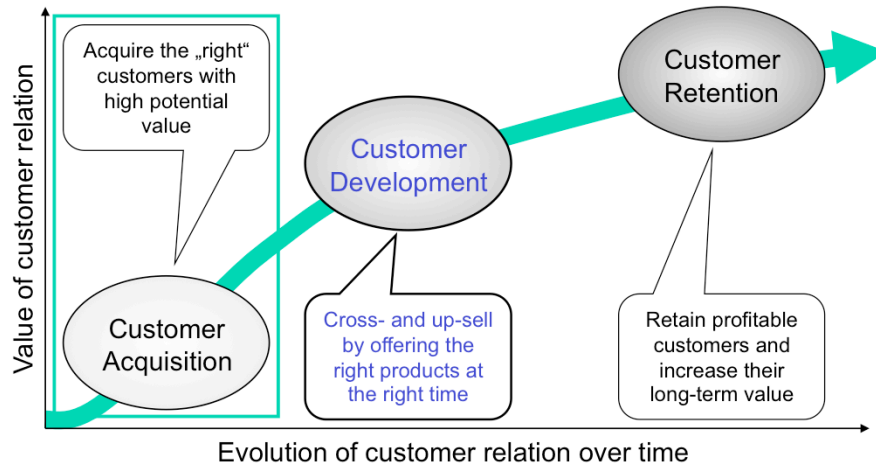 Acquire the „right“
customers with
high potential
value
Customer
Retention
Customer
Development
Customer
Acquisition
Cross- and up-sell
by offering the
right products at
the right time
Retain profitable
customers and
increase their
long-term value
Value of customer relation
Evolution of customer relation over time